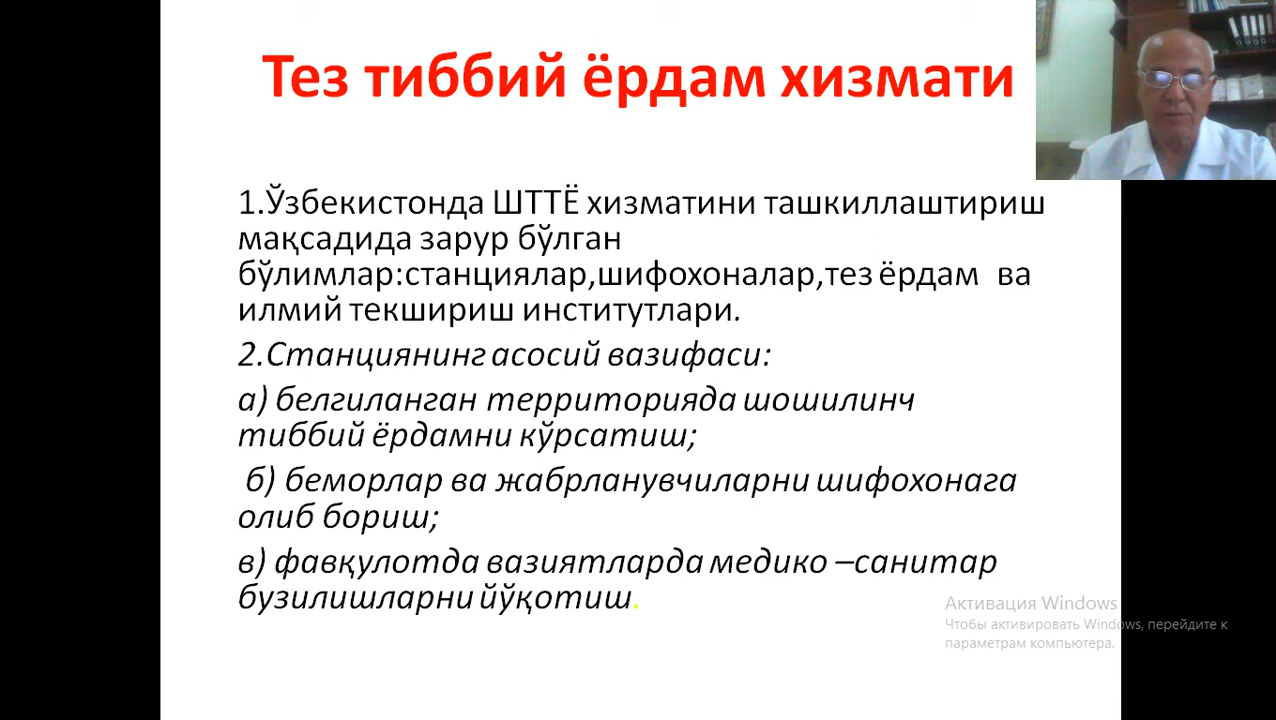 Тез тиббий ёрдам хизмати
1.Ўзбекистонда ШТТЁ хизматини ташкиллаштириш
мақсадида зарур бўлган
бўлимлар:станциялар,шифохоналар,тез ёрдам ва
илмий текшириш институтлари.
2.Станциянинг асосий вазифаси:
а) белгиланган территорияда шошилинч
тиббий ёрдамни кўрсатиш;
б) беморлар ва жабрланувчиларни шифохонага
олиб бориш;
в) фавқулотда вазиятларда медико –санитар
бузилишларни йўқотиш.
Активация Windows
Чтобы активировать Windows, перейдите к
параметрам компьютера.